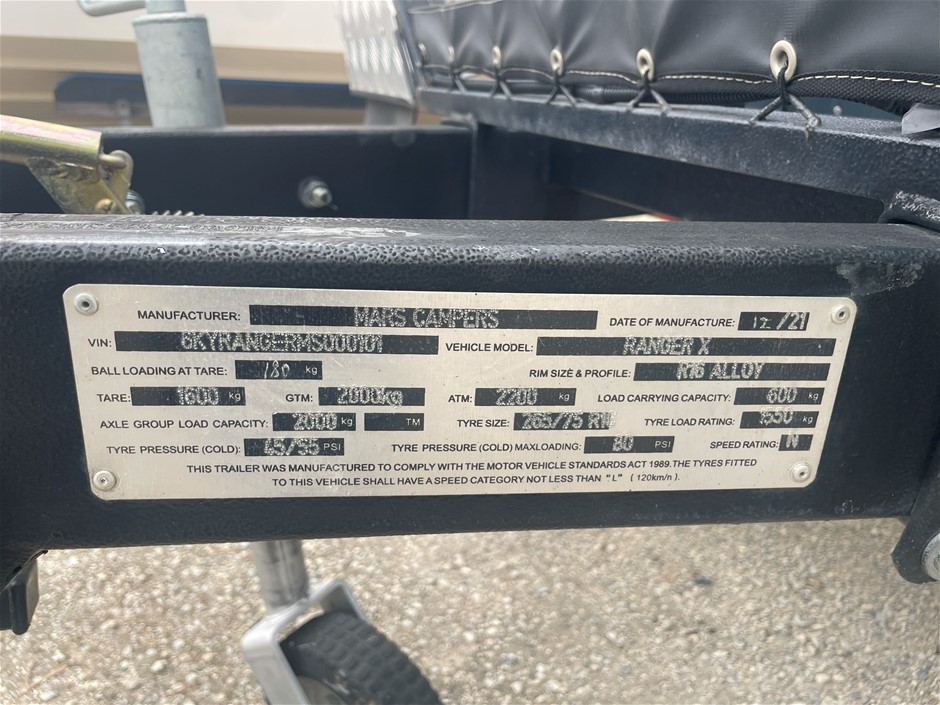 MANUFACTURER: MARS CAMPERS DATE OF MANUFACTURE: 12/21
VIN: 6KYRANGERMS000101 VEHICLE MODEL: RANGER X
BALL LOADING AT TARE: 180 kg RIM SIZE & PROFILE: R16 ALLOY
TARE: 1600 kg GTM: 2000kg ATM: 2200 kg LOAD CARRYING CAPACITY: 600 kg
AXLE GROUP LOAD CAPACITY: 2000 kg TM TYRE SIZE: 265/75 R16 TYRE LOAD RATING: 1550 kg
TYRE PRESSURE (COLD): 45/55 PSI TYRE PRESSURE (COLD) MAXLOADING: 80 PSI SPEED RATING: N
THIS TRAILER WAS MANUFACTURED TO COMPLY WITH THE MOTOR VEHICLE STANDARDS ACT 1989.THE TYRES FITTED
TO THIS VEHICLE SHALL HAVE A SPEED CATEGORY NOT LESS THAN "L" (120km/n).